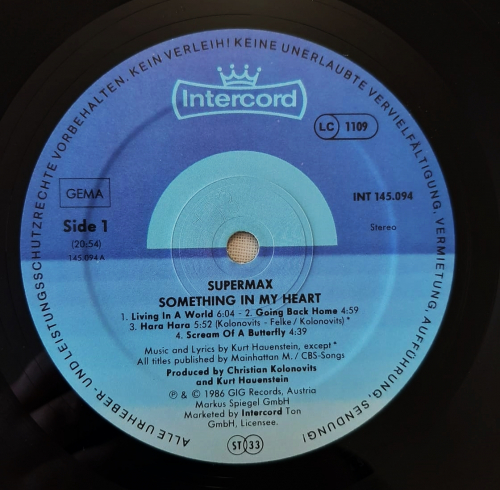 ALLE URHEBER- UND LEISTUNGSSCHUTZRECHTE VORBEHALTEN. KEIN VERLEIH! KEINE UNERLAUBTE VERVIELFÄLTIGUNG, VERMIETUNG, AUFFÜHRUNG, SENDUNG!
Intercord
LC 1109
GEMA
INT 145.094
Side 1
Stereo
(20:54)
145.094 A
SUPERMAX
SOMETHING IN MY HEART
1. Living In A World 6:04 - 2. Going Back Home 4:59
3. Hara Hara 5:52 (Kolonovits - Felke / Kolonovits) *
4. Scream Of A Butterfly 4:39
Music and Lyrics by Kurt Hauenstein, except *
All titles published by Mainhattan M. / CBS-Songs
Produced by Christian Kolonovits
and Kurt Hauenstein
℗ & © 1986 GIG Records, Austria
Markus Spiegel GmbH
Marketed by Intercord Ton
GmbH, Licensee.
ST 33